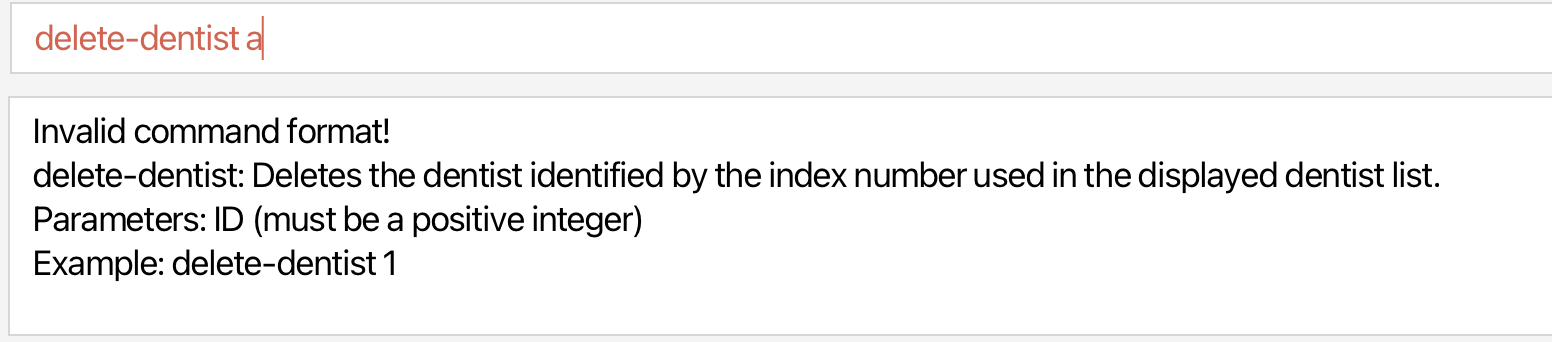 delete-dentist a
Invalid command format!
delete-dentist: Deletes the dentist identified by the index number used in the displayed dentist list.
Parameters: ID (must be a positive integer)
Example: delete-dentist 1